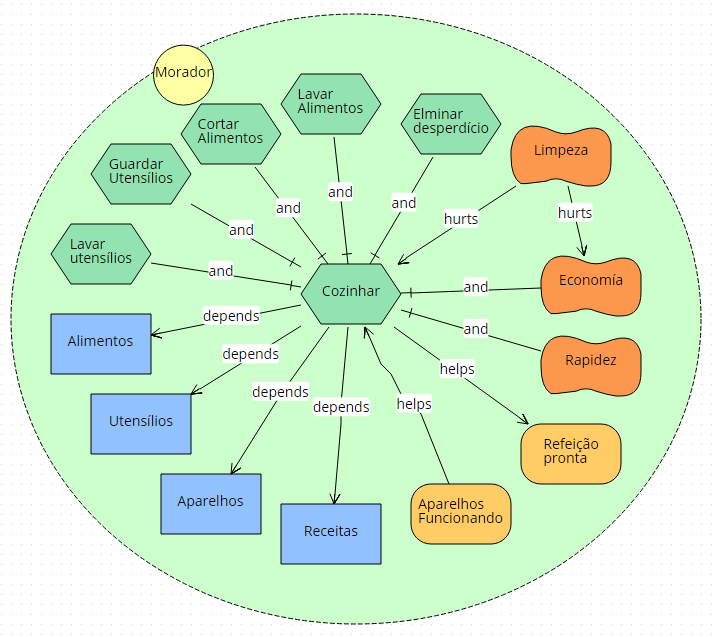 Morador
Lavar
Alimentos
Elminar
desperdício
Cortar
Alimentos
Limpeza
Guardar
Utensílios
and
and
and
and
hurts
hurts
Lavar
utensílios
and
Cozinhar
and
Economía
depends
Alimentos
and
Rapidez
depends
helps
depends
depends
helps
Utensílios
Refeição
pronta
Aparelhos
Aparelhos
Funcionando
Receitas